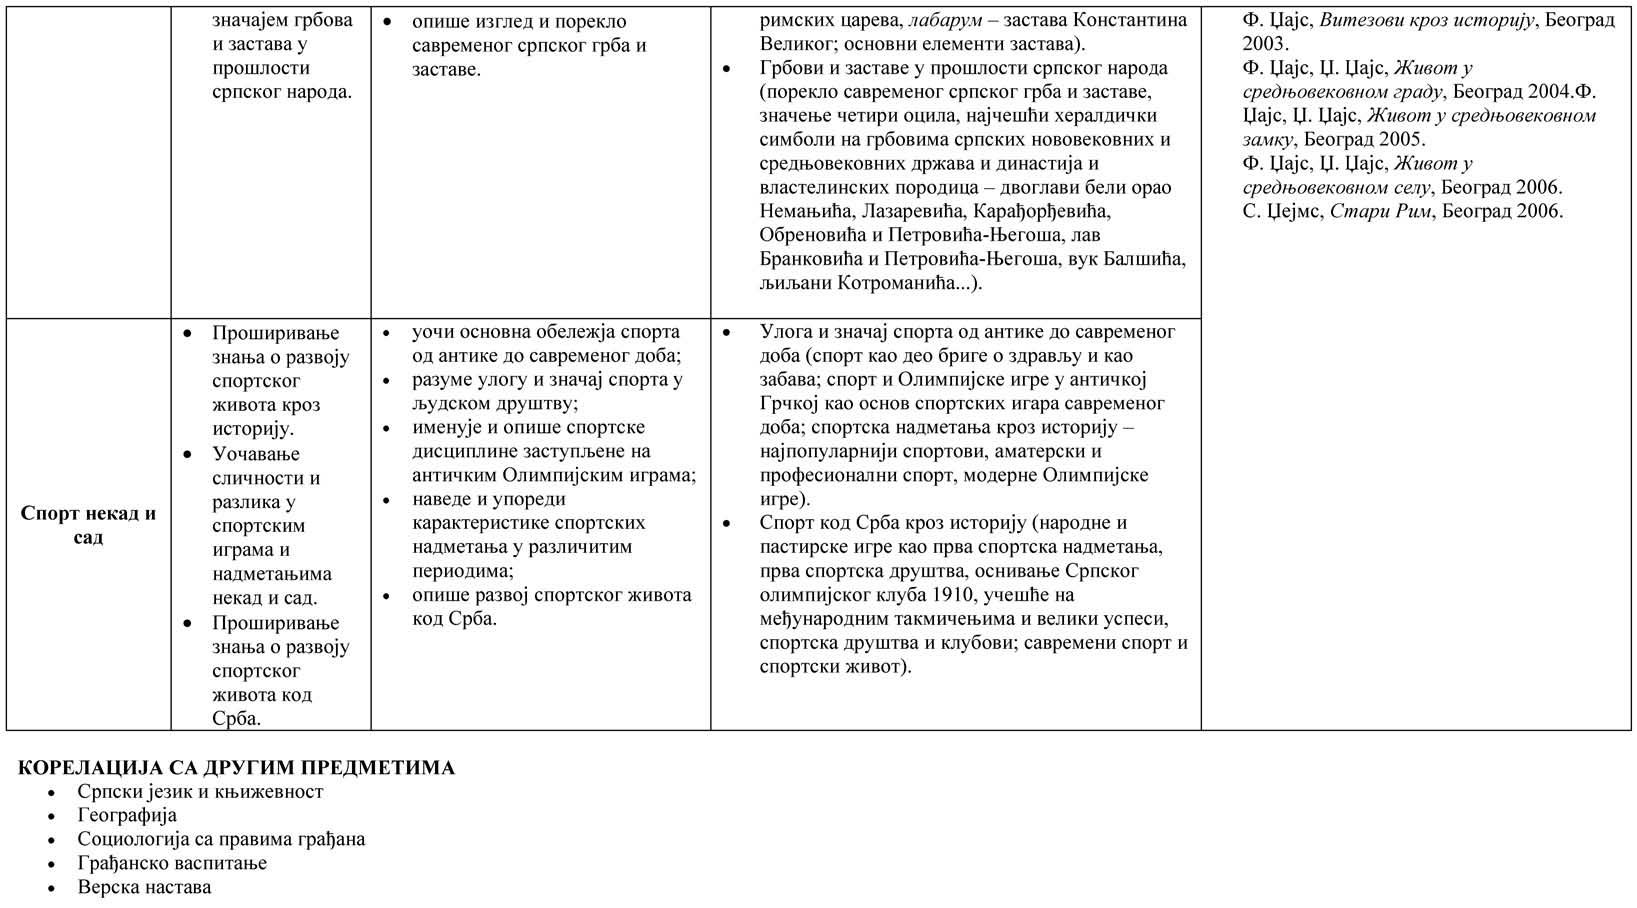 значајем грбова
и застава у
прошлости
српског народа.
• опише изглед и порекло
савременог српског грба и
заставе.
римских царева, лабарум – застава Константина
Великог; основни елементи застава).
• Грбови и заставе у прошлости српског народа
(порекло савременог српског грба и заставе,
значење четири оцила, најчешћи хералдички
симболи на грбовима српских нововековних и
средњовековних држава и династија и
властелинских породица – двоглави бели орао
Немањића, Лазаревића, Карађорђевића,
Обреновића и Петровића-Његоша, лав
Бранковића и Петровића-Његоша, вук Балшића,
љиљани Котроманића...).
Ф. Џајс, Витезови кроз историју, Београд
2003.
Ф. Џајс, Џ. Џајс, Живот у
средњовековном граду, Београд 2004.Ф.
Џајс, Џ. Џајс, Живот у средњовековном
замку, Београд 2005.
Ф. Џајс, Џ. Џајс, Живот у
средњовековном селу, Београд 2006.
С. Џејмс, Стари Рим, Београд 2006.
Спорт некад и
сад
• Проширивање
знања о развоју
спортског
живота кроз
историју.
• Уочавање
сличности и
разлика у
спортским
играма и
надметањима
некад и сад.
• Проширивање
знања о развоју
спортског
живота код
Срба.
• уочи основна обележја спорта
од антике до савременог доба;
• разуме улогу и значај спорта у
људском друштву;
• именује и опише спортске
дисциплине заступљене на
античким Олимпијским играма;
• наведе и упореди
карактеристике спортских
надметања у различитим
периодима;
• опише развој спортског живота
код Срба.
• Улога и значај спорта од антике до савременог
доба (спорт као део бриге о здрављу и као
забава; спорт и Олимпијске игре у античкој
Грчкој као основ спортских игара савременог
доба; спортска надметања кроз историју –
најпопуларнији спортови, аматерски и
професионални спорт, модерне Олимпијске
игре).
• Спорт код Срба кроз историју (народне и
пастирске игре као прва спортска надметања,
прва спортска друштва, оснивање Српског
олимпијског клуба 1910, учешће на
међународним такмичењима и велики успеси,
спортска друштва и клубови; савремени спорт и
спортски живот).
КОРЕЛАЦИЈА СА ДРУГИМ ПРЕДМЕТИМА
• Српски језик и књижевност
• Географија
• Социологија са правима грађана
• Грађанско васпитање
• Верска настава